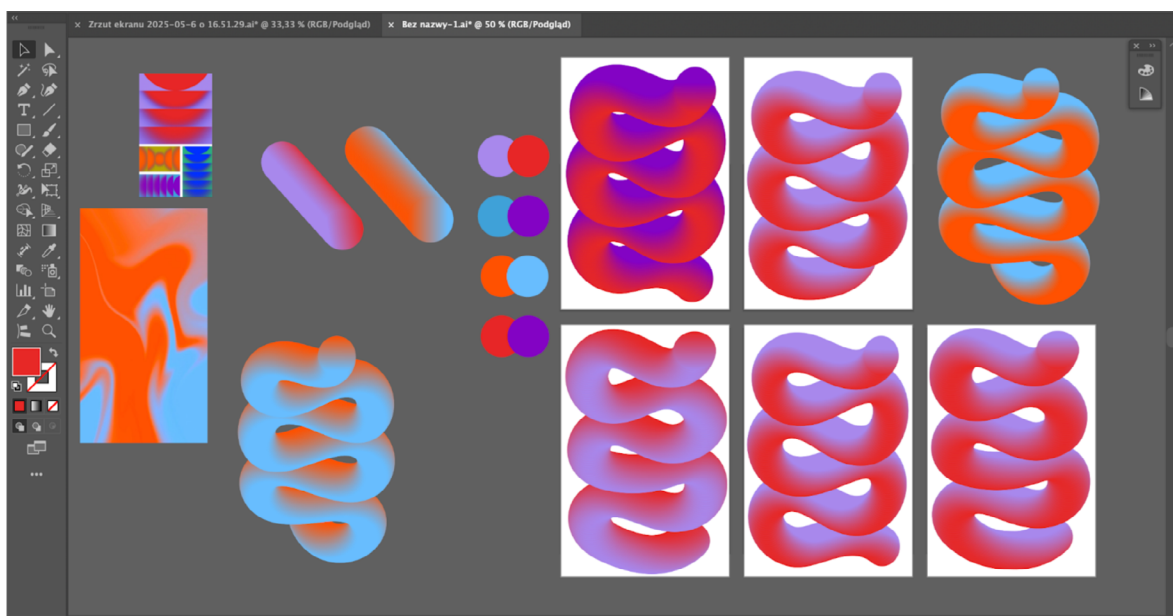 Zrzut ekranu 2025-05-6 o 16.51.29.ai* @ 33,33 % (RGB/Podgląd)
Bez nazwy-1.ai* @ 50 % (RGB/Podgląd)